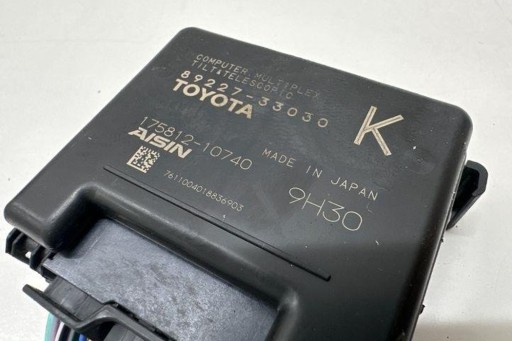 COMPUTER, MULTIPLEX
TILT&TELESCOPIC
89227-33030
TOYOTA
K
175812-10740
AISIN
MADE IN JAPAN
7611004018836903
9H30